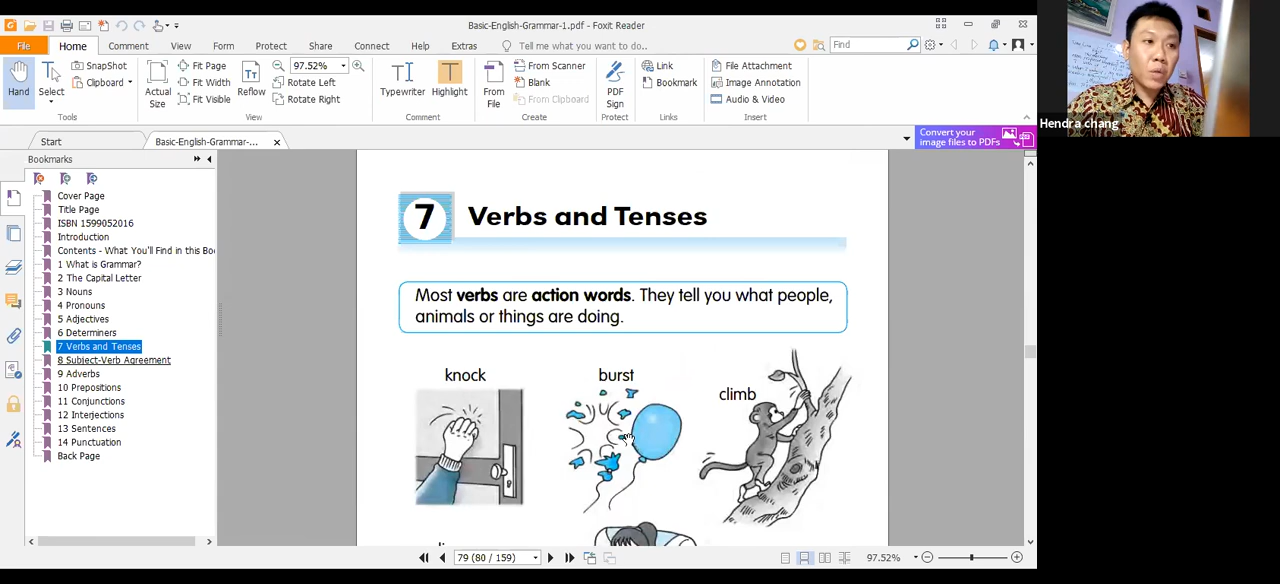 Basic-English-Grammar-1.pdf - Foxit Reader
File Home Comment View Form Protect Share Connect Help Extras Tell me what you want to do.. Find
Hand
Select
SnapShot
Clipboard
Tools
Actual Size
Fit Page
Fit Width
Fit Visible
Reflow
97.52%
Rotate Left
Rotate Right
View
Typewriter
Highlight
Comment
From File
From Scanner
Blank
From Clipboard
Create
PDF Sign
Protect
Link
Bookmark
Links
File Attachment
Image Annotation
Audio & Video
Insert
Hendra chang
Start
Basic-English-Grammar-...
Convert your
image files to PDFs
Bookmarks
Cover Page
Title Page
ISBN 1599052016
Introduction
Contents - What You'll Find in this Bo
1 What is Grammar?
2 The Capital Letter
3 Nouns
4 Pronouns
5 Adjectives
6 Determiners
7 Verbs and Tenses
8 Subject-Verb Agreement
9 Adverbs
10 Prepositions
11 Conjunctions
12 Interjections
13 Sentences
14 Punctuation
Back Page
7 Verbs and Tenses
Most verbs are action words. They tell you what people,
animals or things are doing.
knock
burst
climb
79 (80 / 159)
97.52%